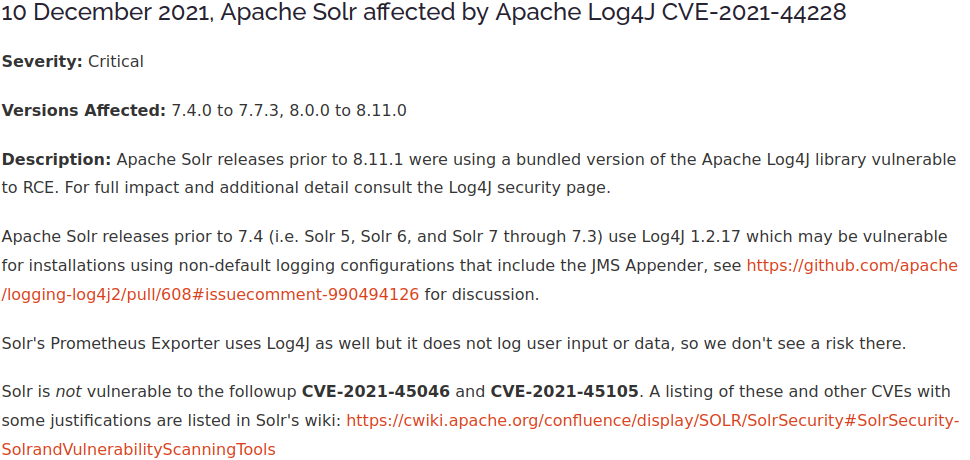 10 December 2021, Apache Solr affected by Apache Log4J CVE-2021-44228
Severity: Critical
Versions Affected: 7.4.0 to 7.7.3, 8.0.0 to 8.11.0
Description: Apache Solr releases prior to 8.11.1 were using a bundled version of the Apache Log4J library vulnerable
to RCE. For full impact and additional detail consult the Log4J security page.
Apache Solr releases prior to 7.4 (i.e. Solr 5, Solr 6, and Solr 7 through 7.3) use Log4J 1.2.17 which may be vulnerable
for installations using non-default logging configurations that include the JMS Appender, see https://github.com/apache
/logging-log4j2/pull/608#issuecomment-990494126 for discussion.
Solr's Prometheus Exporter uses Log4J as well but it does not log user input or data, so we don't see a risk there.
Solr is not vulnerable to the followup CVE-2021-45046 and CVE-2021-45105. A listing of these and other CVEs with
some justifications are listed in Solr's wiki: https://cwiki.apache.org/confluence/display/SOLR/SolrSecurity#SolrSecurity-
SolrandVulnerabilityScanningTools